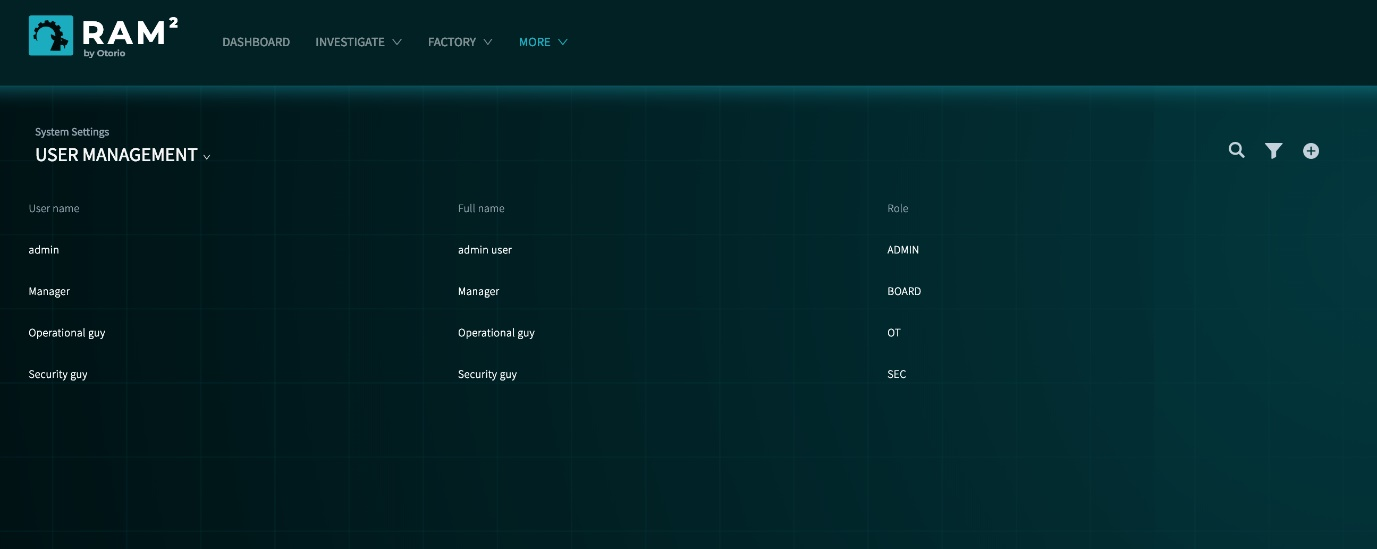 RAM²
by Otorio
DASHBOARD INVESTIGATE FACTORY MORE
System Settings
USER MANAGEMENT
User name Full name Role
admin admin user ADMIN
Manager Manager BOARD
Operational guy Operational guy OT
Security guy Security guy SEC